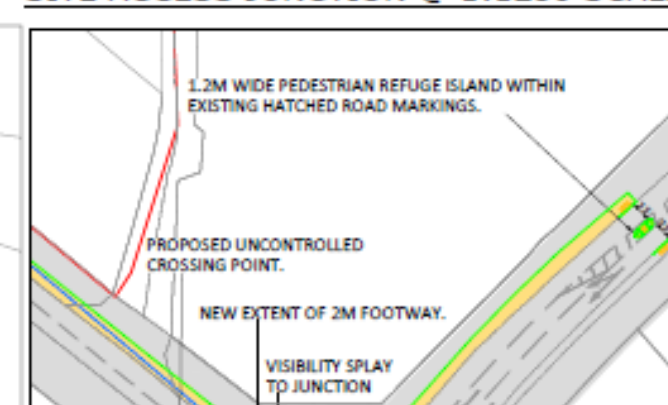 1.2M WIDE PEDESTRIAN REFUGE ISLAND WITHIN
EXISTING HATCHED ROAD MARKINGS.
PROPOSED UNCONTROLLED
CROSSING POINT.
NEW EXTENT OF 2M FOOTWAY.
VISIBILITY SPLAY
TO JUNCTION